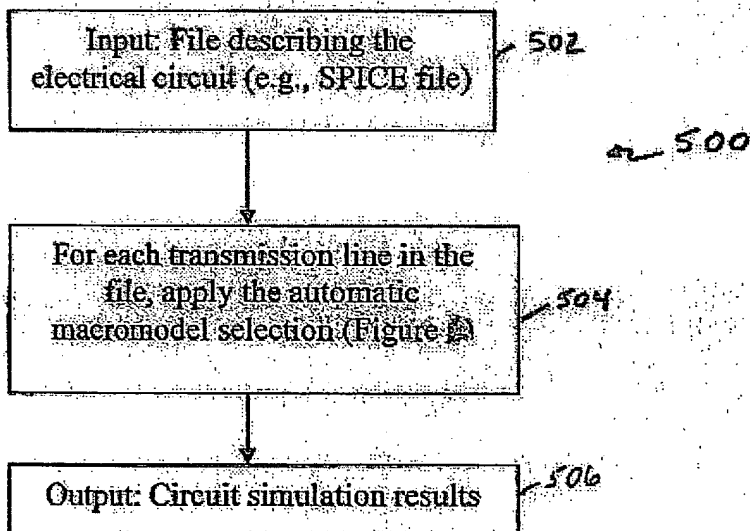 Input: File describing the
electrical circuit (e.g., SPICE file)
502
500
For each transmission line in the
file, apply the automatic
macromodel selection (Figure
504
Output: Circuit simulation results
506